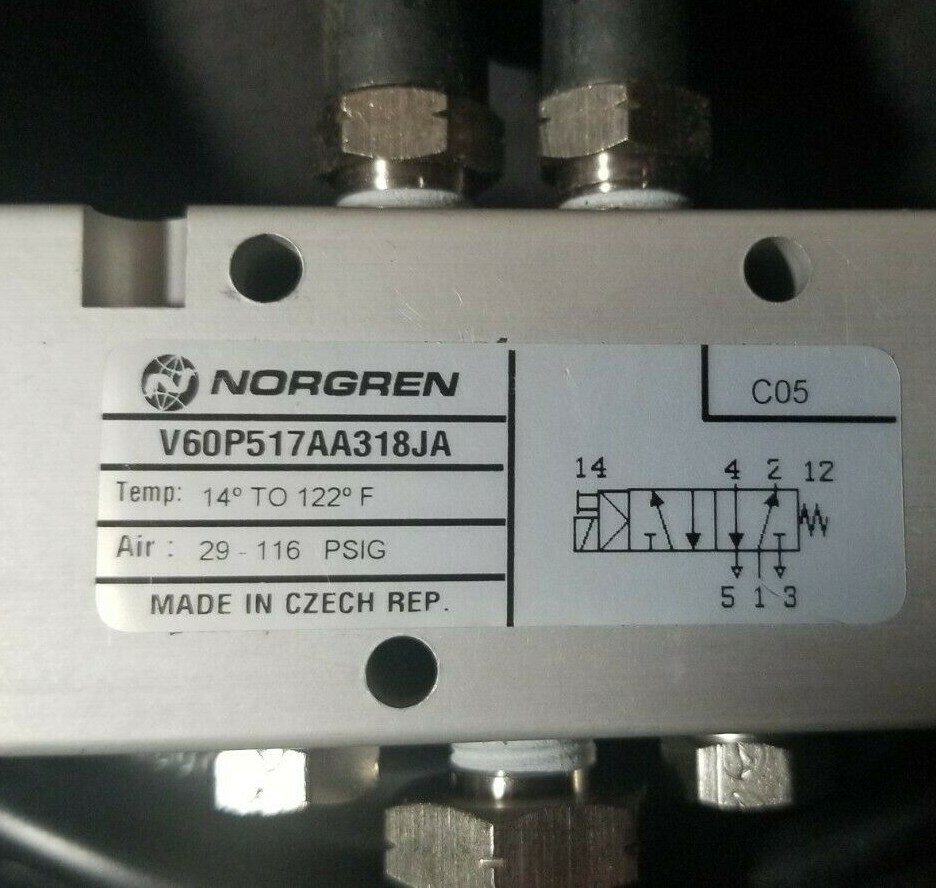 NORGREN
V60P517AA318JA
Temp: 14° TO 122° F
Air : 29 - 116 PSIG
MADE IN CZECH REP.
C05
14 4 2 12
5 1 3